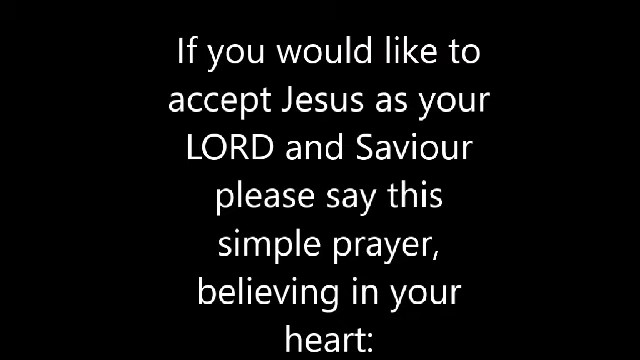 If you would like to
accept Jesus as your
LORD and Saviour
please say this
simple prayer,
believing in your
heart: